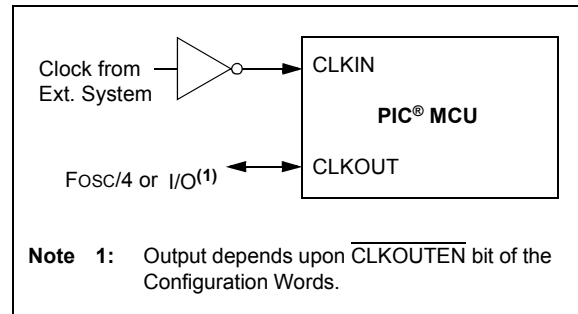 Clock from
Ext. System
CLKIN
PIC® MCU
FOSC/4 or I/O(1)
CLKOUT
Note 1: Output depends upon CLKOUTEN bit of the
Configuration Words.